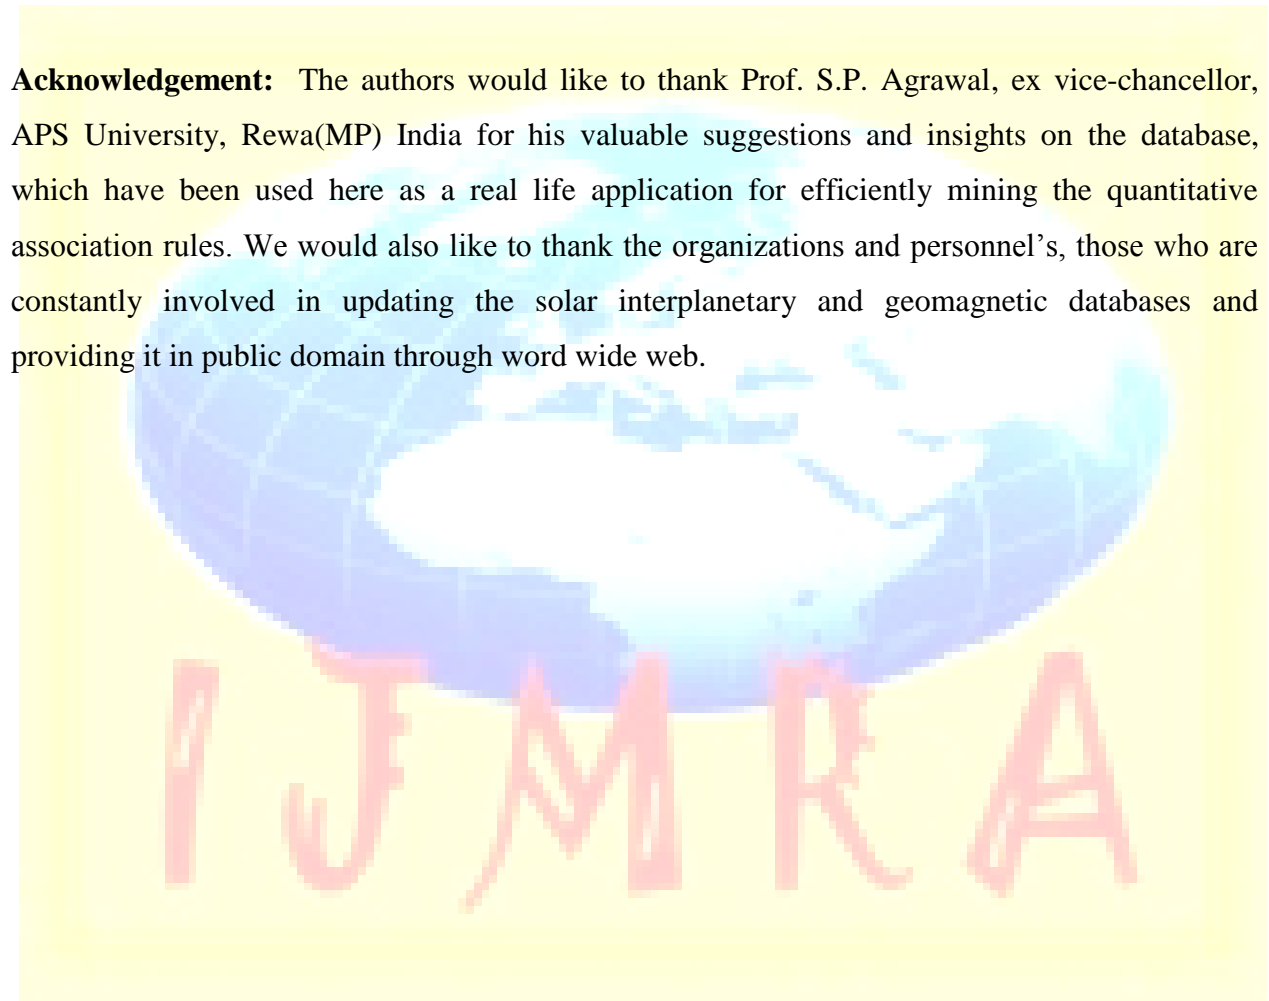 Acknowledgement: The authors would like to thank Prof. S.P. Agrawal, ex vice-chancellor,
APS University, Rewa(MP) India for his valuable suggestions and insights on the database,
which have been used here as a real life application for efficiently mining the quantitative
association rules. We would also like to thank the organizations and personnel's, those who are
constantly involved in updating the solar interplanetary and geomagnetic databases and
providing it in public domain through word wide web.
IJMRA